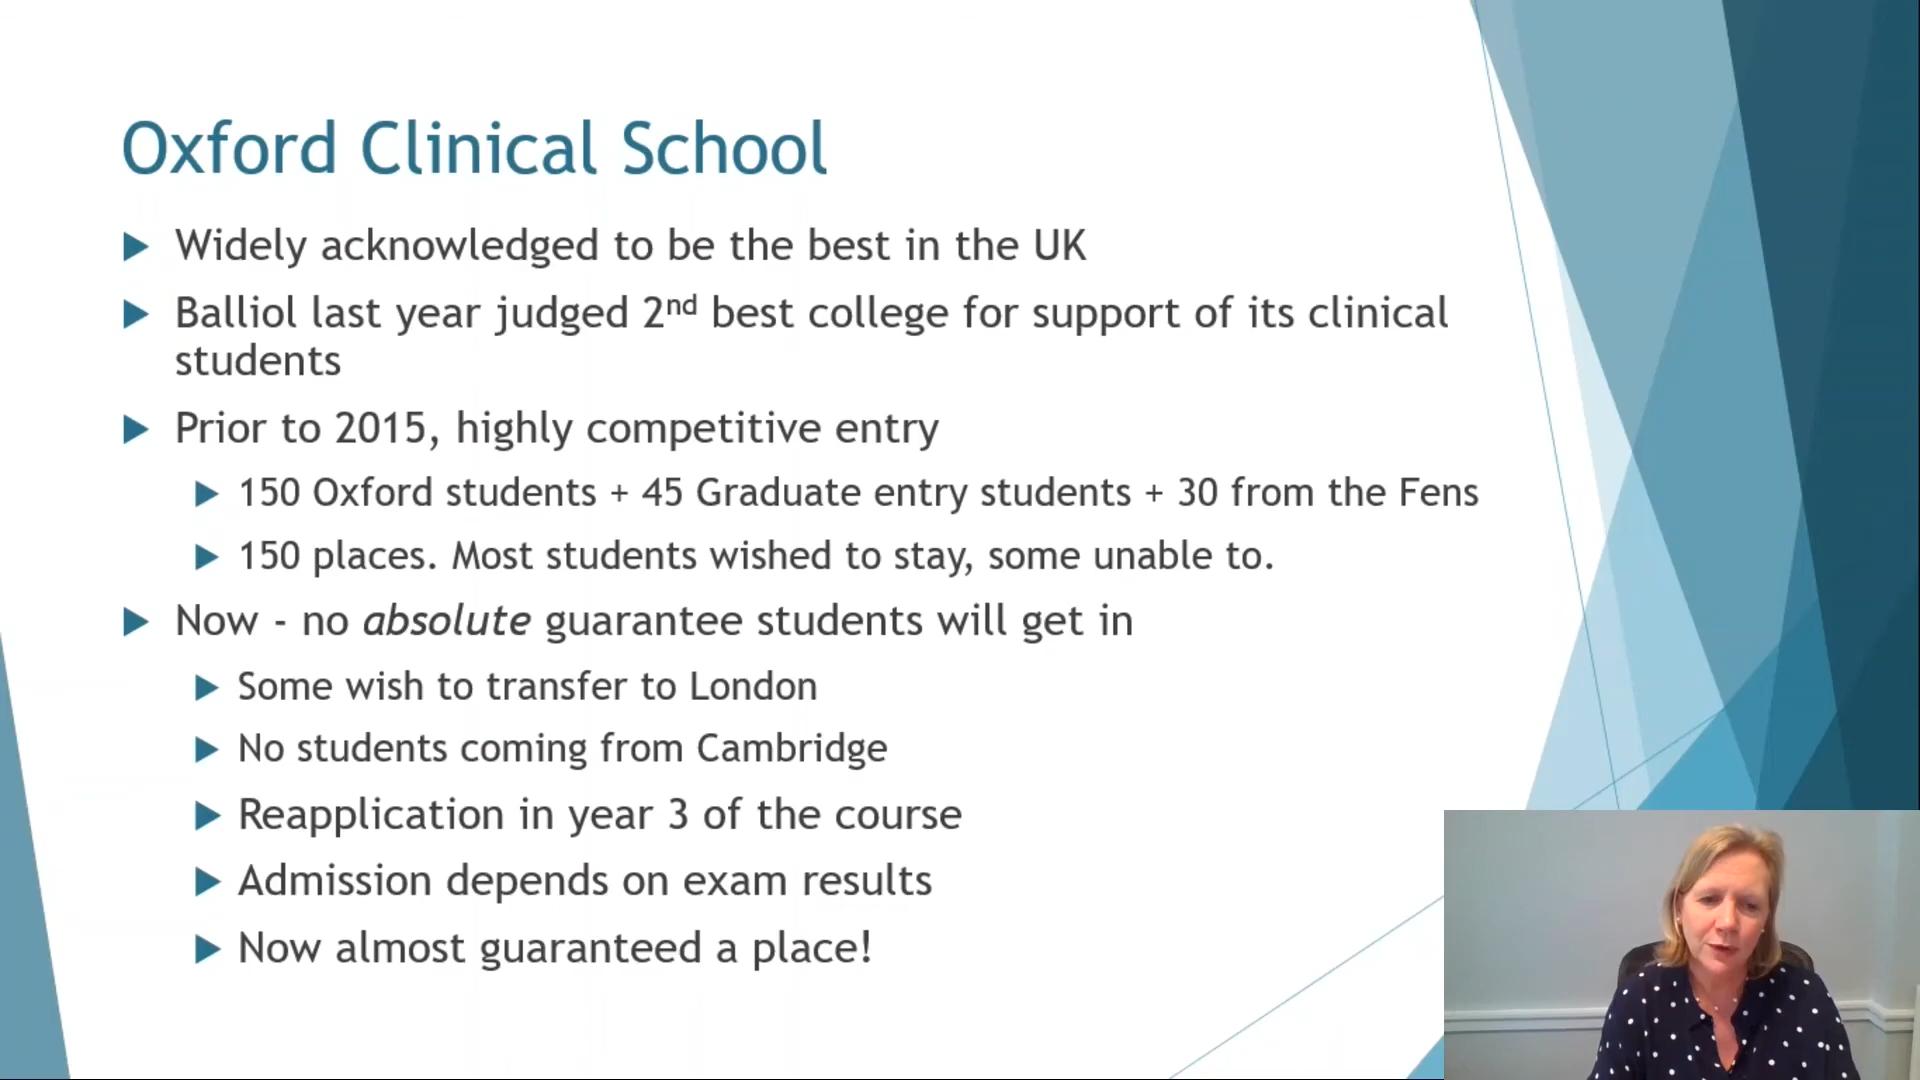 Oxford Clinical School
Widely acknowledged to be the best in the UK
Balliol last year judged 2nd best college for support of its clinical
students
Prior to 2015, highly competitive entry
150 Oxford students + 45 Graduate entry students + 30 from the Fens
150 places. Most students wished to stay, some unable to.
Now - no absolute guarantee students will get in
Some wish to transfer to London
No students coming from Cambridge
Reapplication in year 3 of the course
Admission depends on exam results
Now almost guaranteed a place!